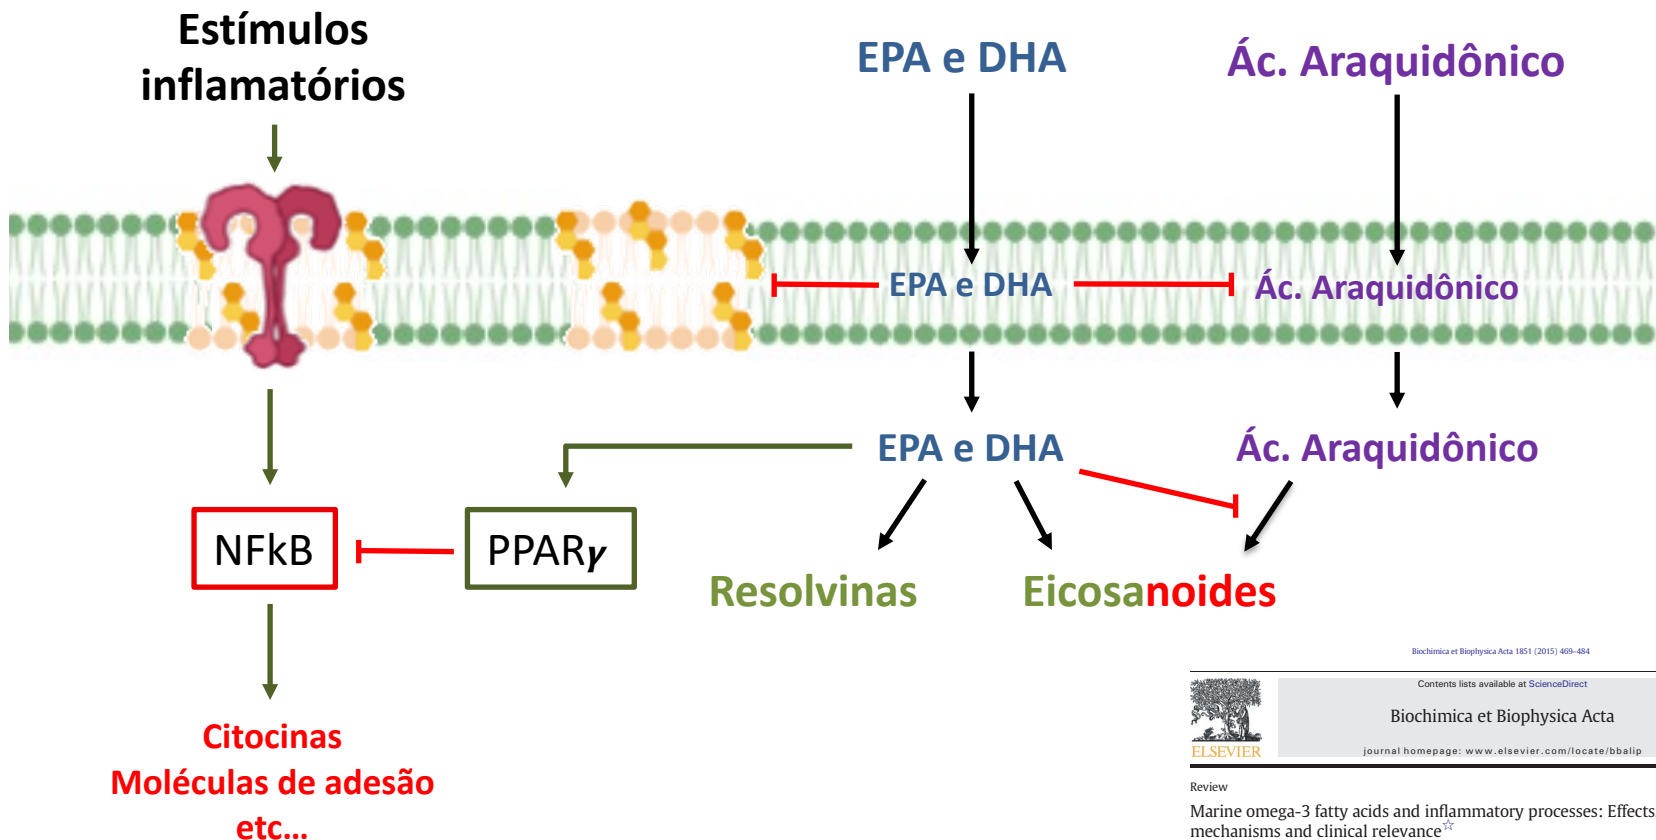 Estímulos
inflamatórios
EPA e DHA
Ác. Araquidônico
EPA e DHA
Ác. Araquidônico
EPA e DHA
Ác. Araquidônico
NFkB
PPARγ
Resolvinas
Eicosanoides
Citocinas
Moléculas de adesão
etc...
Biochimica et Biophysica Acta 1851 (2015) 469–484
Contents lists available at ScienceDirect
Biochimica et Biophysica Acta
journal homepage: www.elsevier.com/locate/bbalip
ELSEVIER
Review
Marine omega-3 fatty acids and inflammatory processes: Effects
mechanisms and clinical relevance☆